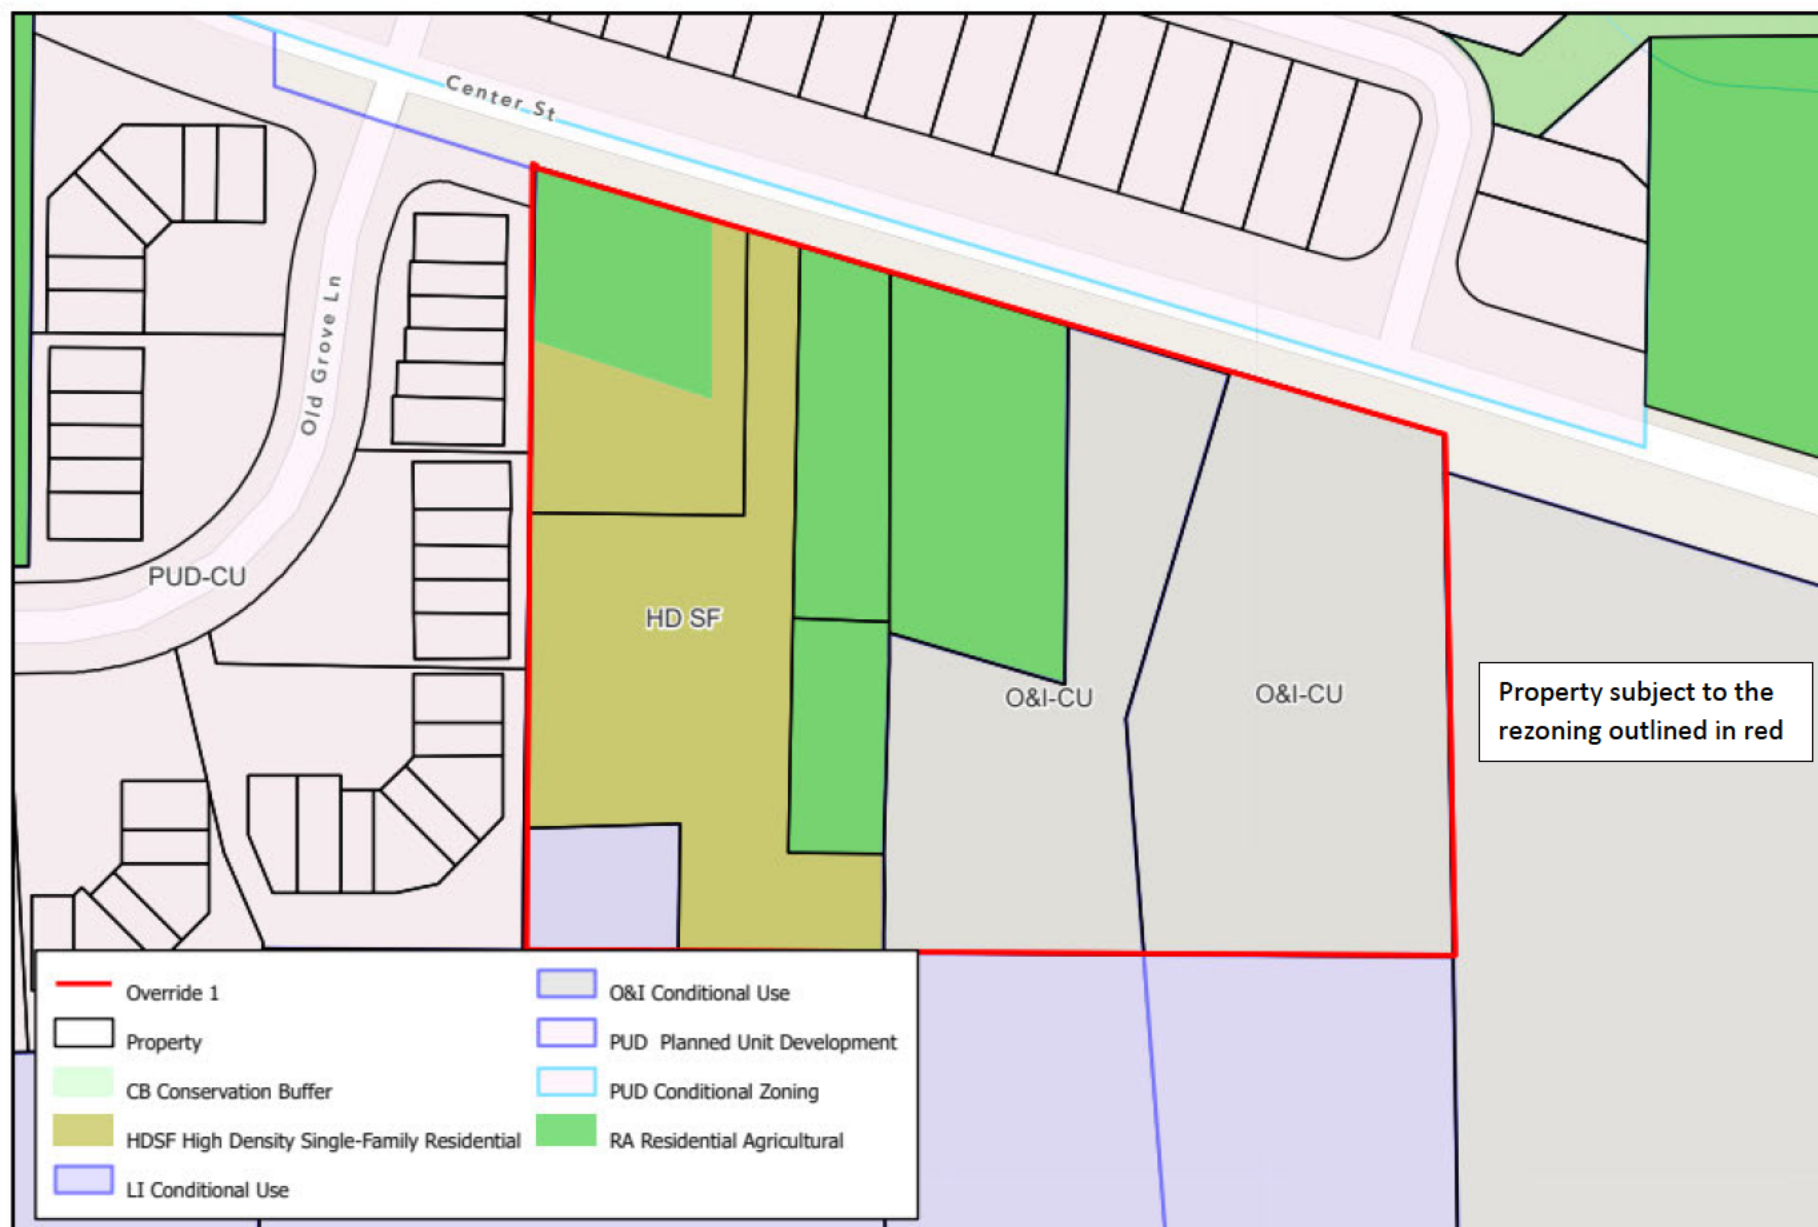 Center St
Old Grove Ln
PUD-CU
HD SF
O&I-CU
O&I-CU
Property subject to the
rezoning outlined in red
Override 1
Property
CB Conservation Buffer
HDSF High Density Single-Family Residential
LI Conditional Use
O&I Conditional Use
PUD Planned Unit Development
PUD Conditional Zoning
RA Residential Agricultural